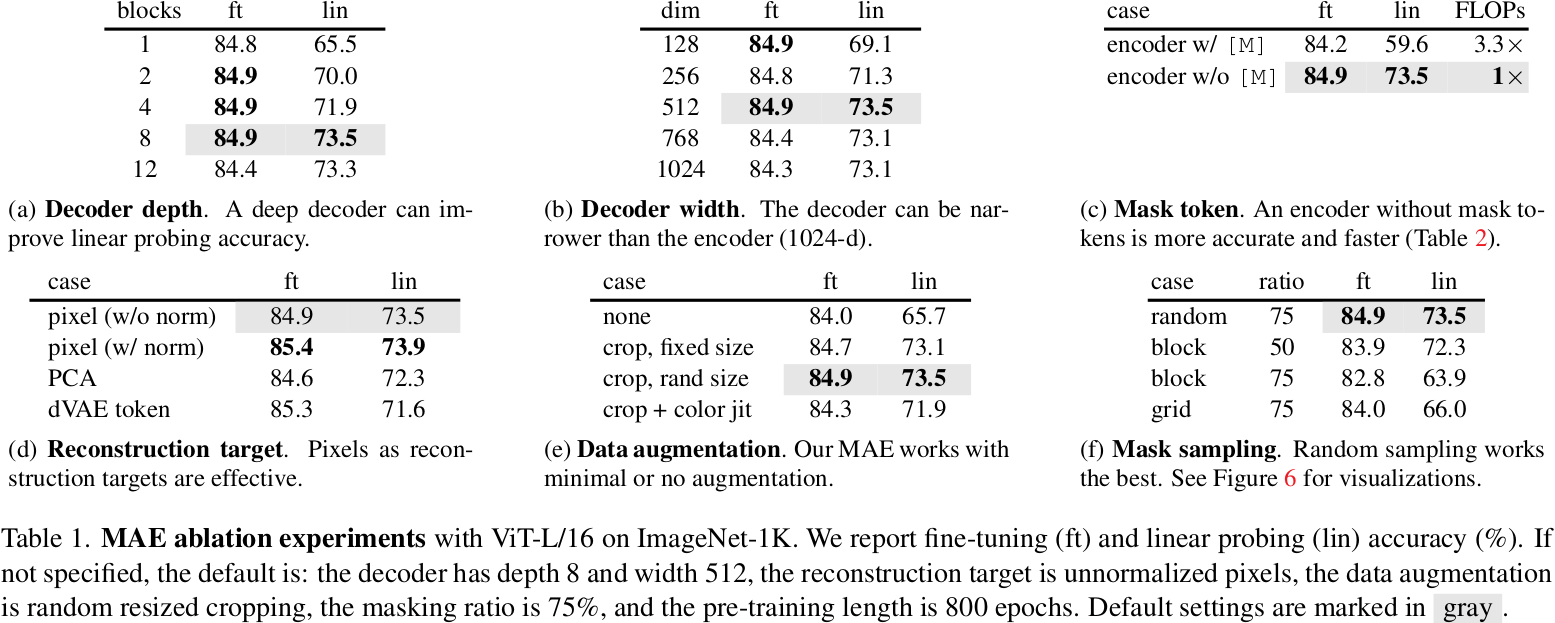 blocks ft lin
1 84.8 65.5
2 84.9 70.0
4 84.9 71.9
8 84.9 73.5
12 84.4 73.3
(a) Decoder depth. A deep decoder can im-
prove linear probing accuracy.
dim ft lin
128 84.9 69.1
256 84.8 71.3
512 84.9 73.5
768 84.4 73.1
1024 84.3 73.1
(b) Decoder width. The decoder can be nar-
rower than the encoder (1024-d).
case ft lin FLOPs
encoder w/ [M] 84.2 59.6 3.3×
encoder w/o [M] 84.9 73.5 1×
(c) Mask token. An encoder without mask to-
kens is more accurate and faster (Table 2).
case ft lin
pixel (w/o norm) 84.9 73.5
pixel (w/ norm) 85.4 73.9
PCA 84.6 72.3
dVAE token 85.3 71.6
(d) Reconstruction target. Pixels as recon-
struction targets are effective.
case ft lin
none 84.0 65.7
crop, fixed size 84.7 73.1
crop, rand size 84.9 73.5
crop + color jit 84.3 71.9
(e) Data augmentation. Our MAE works with
minimal or no augmentation.
case ratio ft lin
random 75 84.9 73.5
block 50 83.9 72.3
block 75 82.8 63.9
grid 75 84.0 66.0
(f) Mask sampling. Random sampling works
the best. See Figure 6 for visualizations.
Table 1. MAE ablation experiments with ViT-L/16 on ImageNet-1K. We report fine-tuning (ft) and linear probing (lin) accuracy (%). If
not specified, the default is: the decoder has depth 8 and width 512, the reconstruction target is unnormalized pixels, the data augmentation
is random resized cropping, the masking ratio is 75%, and the pre-training length is 800 epochs. Default settings are marked in gray .